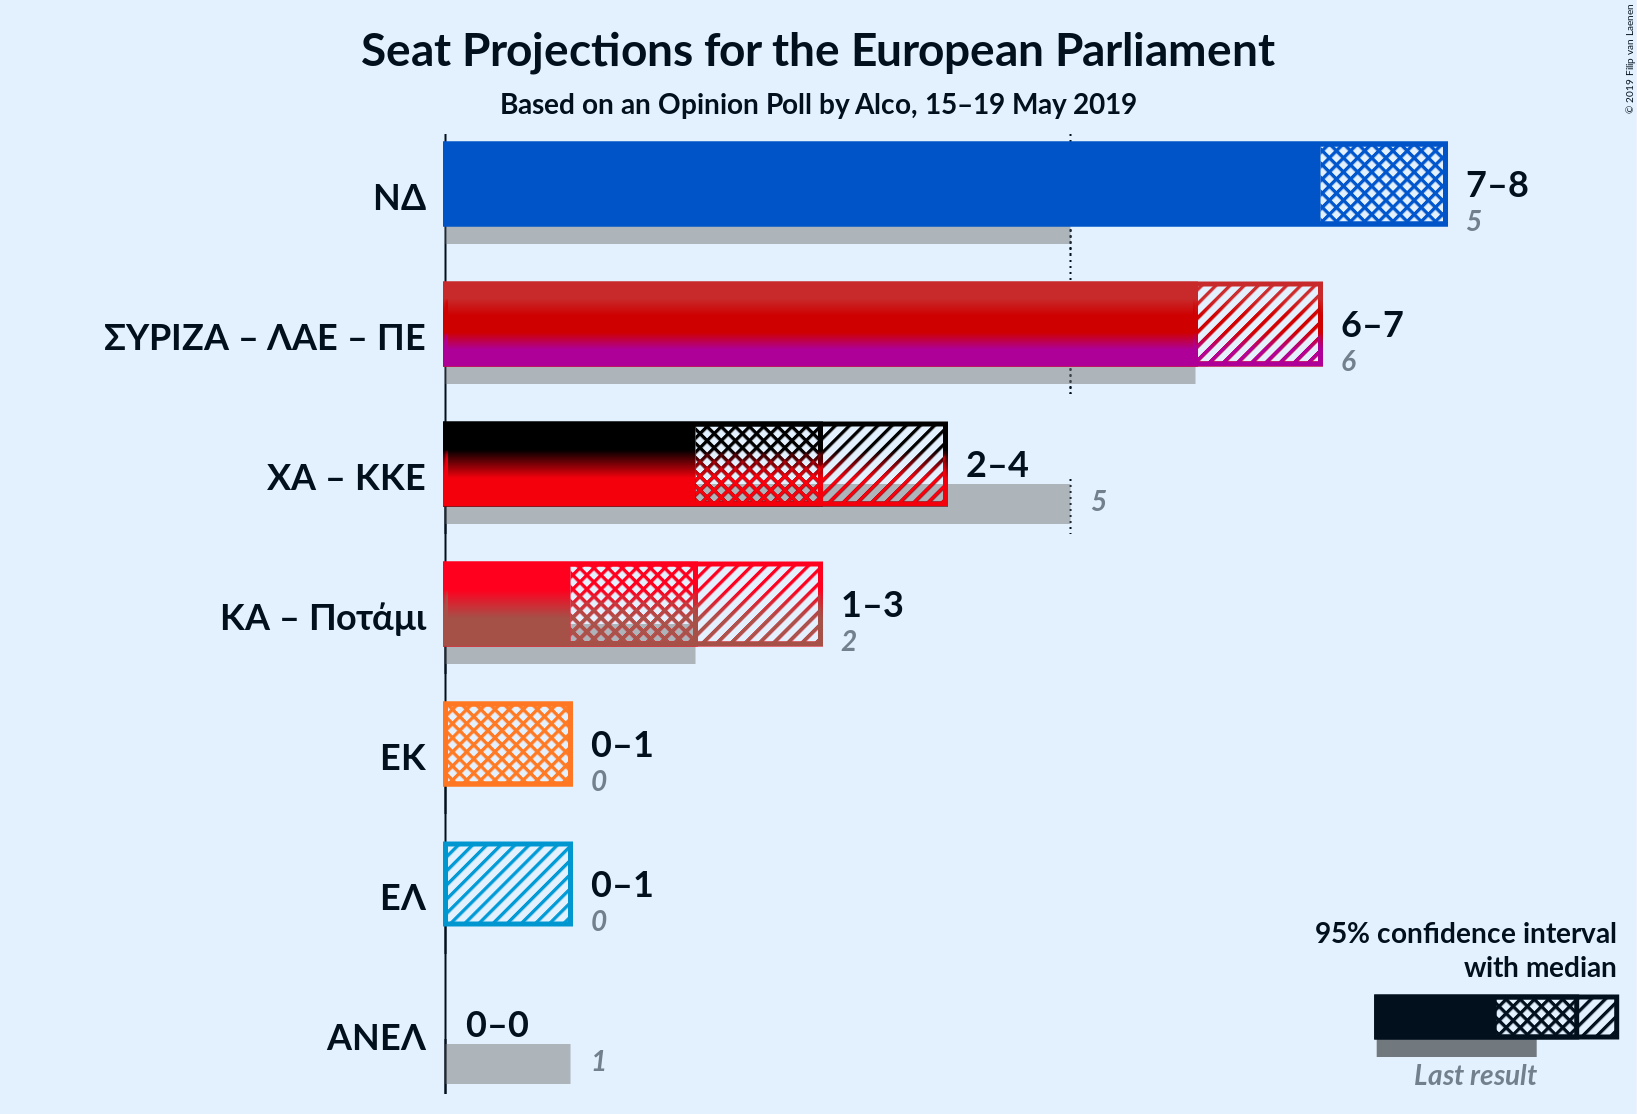 Seat Projections for the European Parliament
Based on an Opinion Poll by Alco, 15–19 May 2019
© 2019 Filip van Laenen
ΝΔ
7–8
5
ΣΥΡΙΖΑ – ΛΑΕ – ΠΕ
6–7
6
ΧΑ – ΚΚΕ
2–4
5
ΚΑ – Ποτάμι
1–3
2
ΕΚ
0–1
0
ΕΛ
0–1
0
ΑΝΕΛ
0–0
1
95% confidence interval
with median
Last result